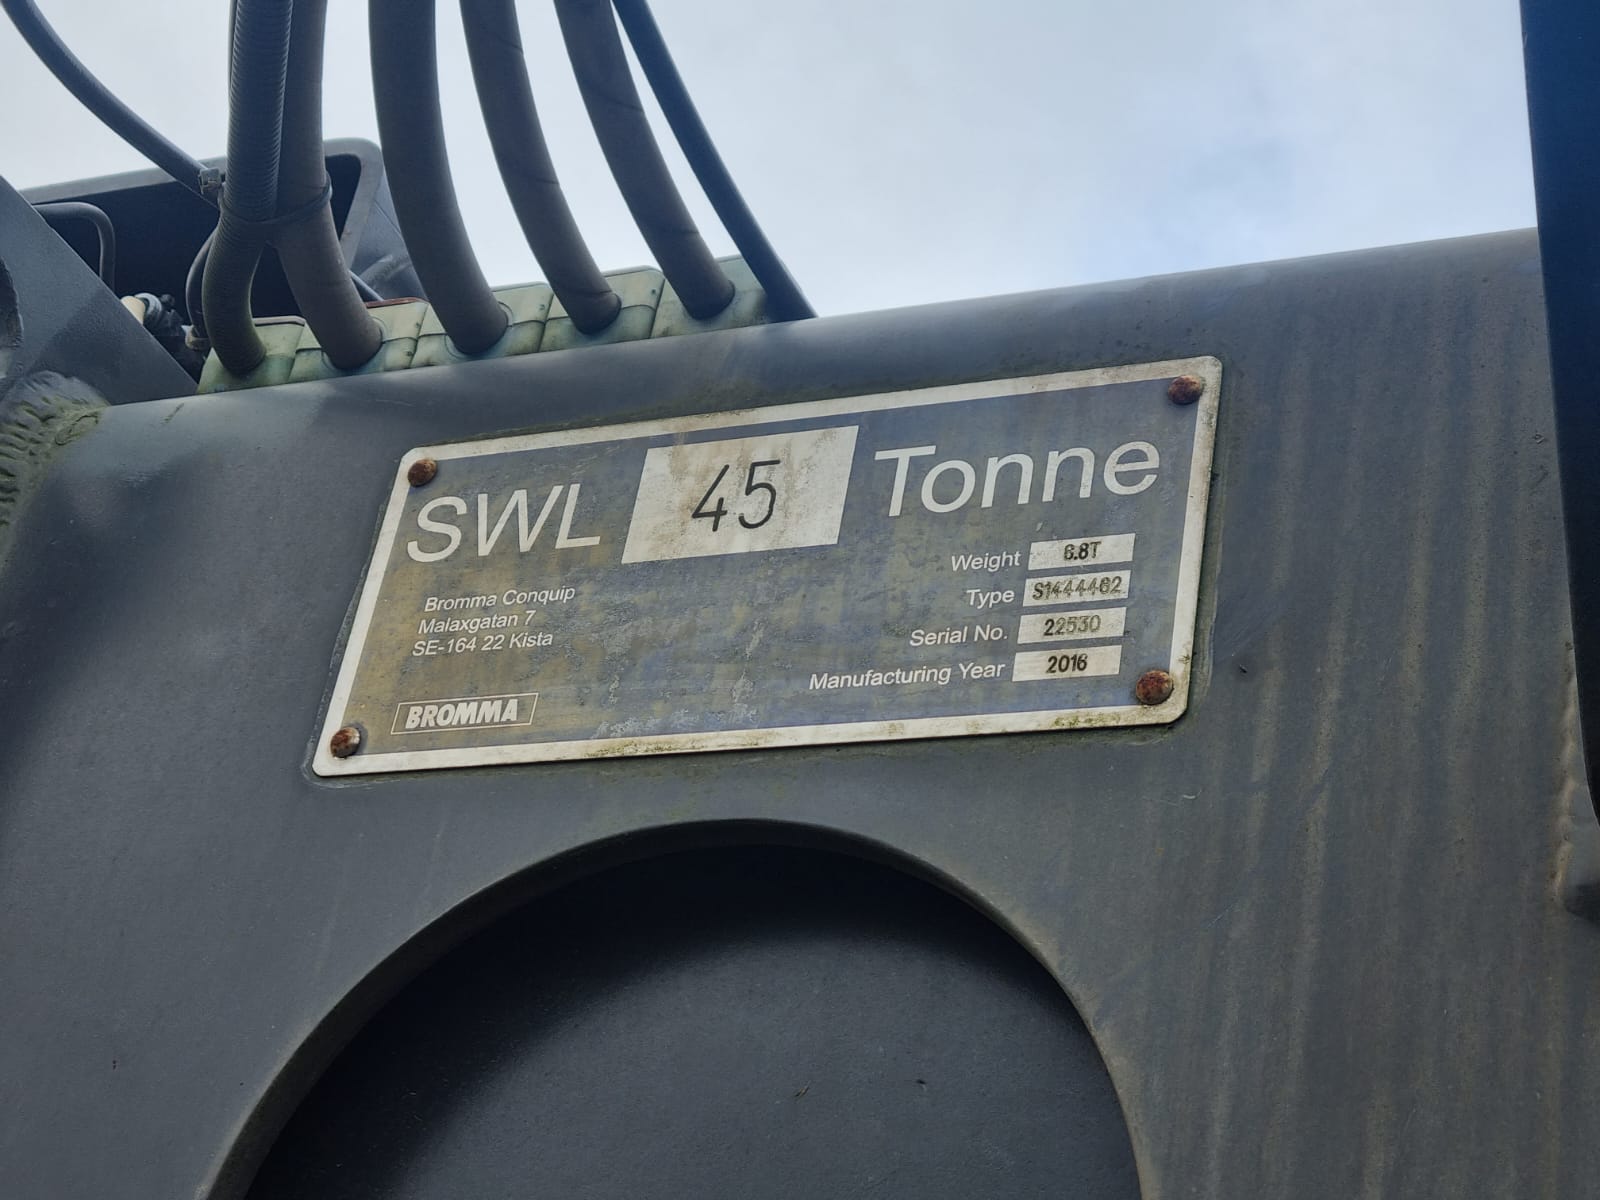 SWL 45 Tonne
Bromma Conquip
Malaxgatan 7
SE-164 22 Kista
BROMMA
Weight 6.8T
Type S1444462
Serial No. 22530
Manufacturing Year 2016